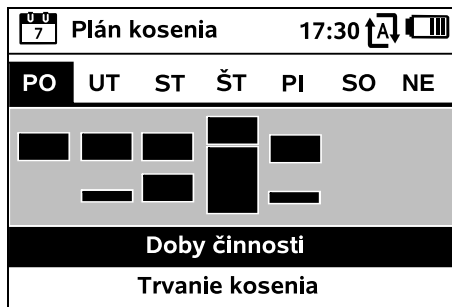 7 Plán kosenia 17:30 A
PO UT ST ŠT PI SO NE
Doby činnosti
Trvanie kosenia